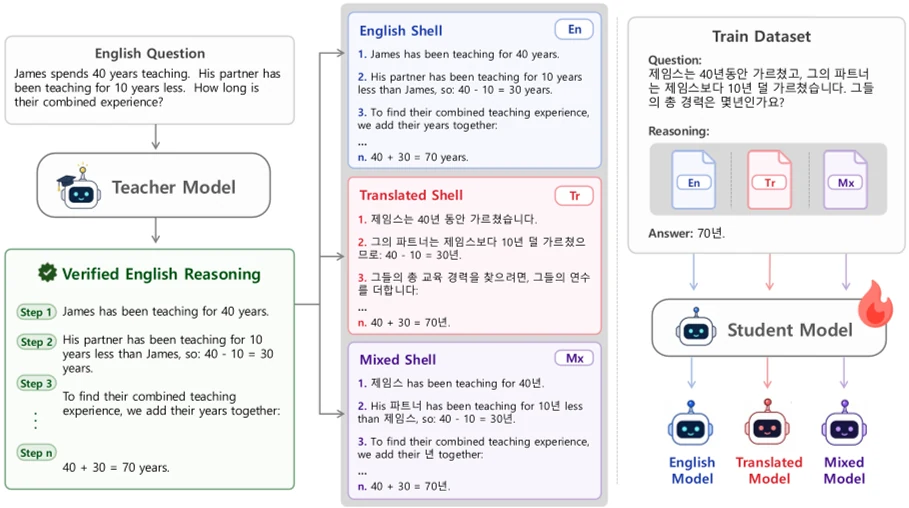 English Question
James spends 40 years teaching. His partner has
been teaching for 10 years less. How long is
their combined experience?
Teacher Model
Verified English Reasoning
Step 1
James has been teaching for 40 years.
Step 2
His partner has been teaching for 10
years less than James, so: 40 - 10 = 30
years.
Step 3
To find their combined teaching
experience, we add their years together:
⋮
Step n
40 + 30 = 70 years.
English Shell
En
1. James has been teaching for 40 years.
2. His partner has been teaching for 10 years
less than James, so: 40 - 10 = 30 years.
3. To find their combined teaching experience,
we add their years together:
...
n. 40 + 30 = 70 years.
Translated Shell
Tr
1. 제임스는 40년 동안 가르쳤습니다.
2. 그의 파트너는 제임스보다 10년 덜 가르쳤으
므로: 40 - 10 = 30년.
3. 그들의 총 교육 경력을 찾으려면, 그들의 연수
를 더합니다:
...
n. 40 + 30 = 70년.
Mixed Shell
Mx
1. 제임스 has been teaching for 40년.
2. His 파트너 has been teaching for 10년 less
than 제임스, so: 40 - 10 = 30년.
3. To find their combined teaching experience,
we add their 년 together:
...
n. 40 + 30 = 70년.
Train Dataset
Question:
제임스는 40년동안 가르쳤고, 그의 파트너
는 제임스보다 10년 덜 가르쳤습니다. 그들
의 총 경력은 몇년인가요?
Reasoning:
En
Tr
Mx
Answer: 70년.
Student Model
English
Model
Translated
Model
Mixed
Model